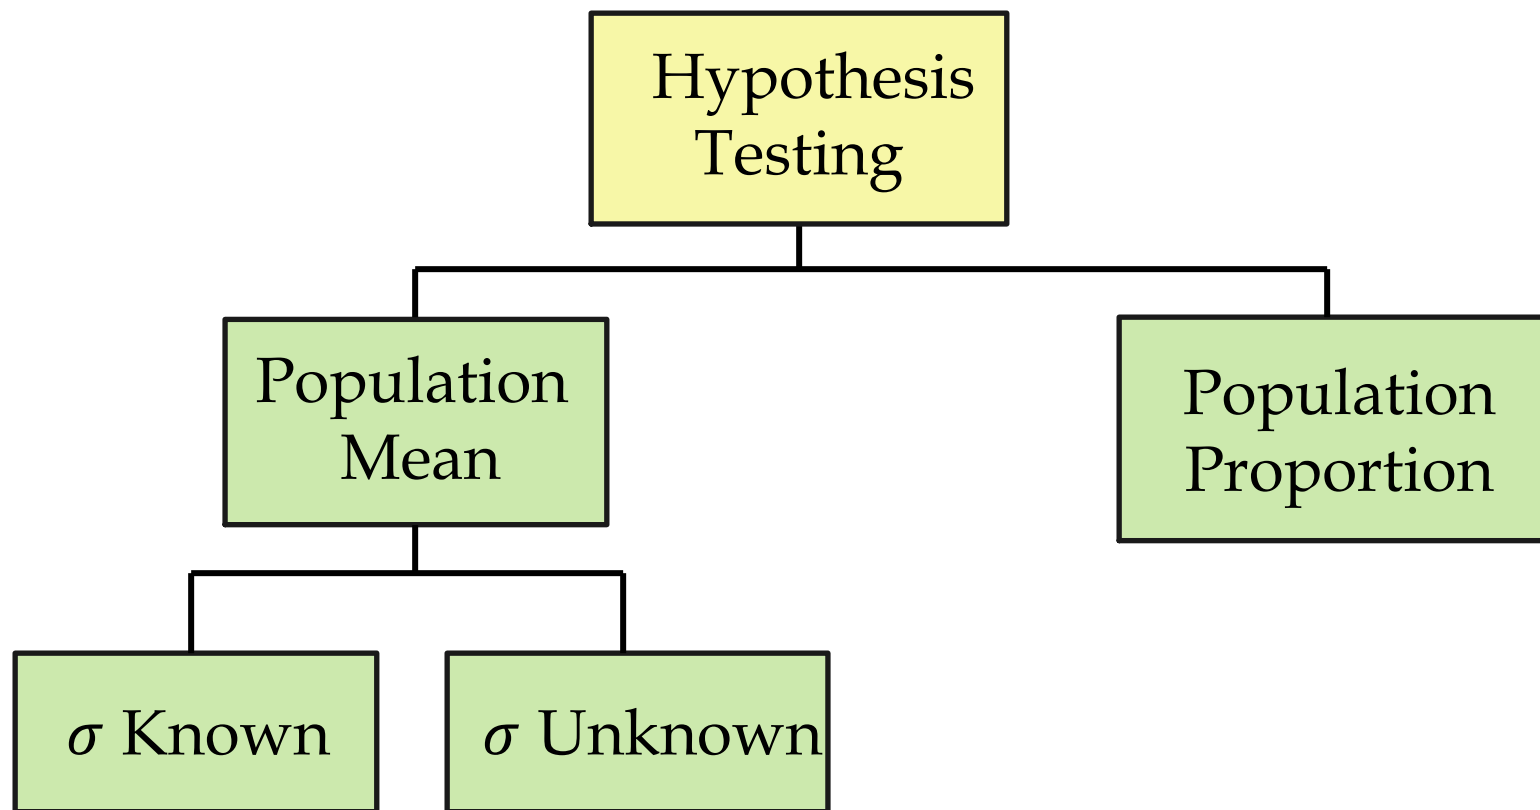 Hypothesis
Testing
Population
Mean
Population
Proportion
σ Known
σ Unknown